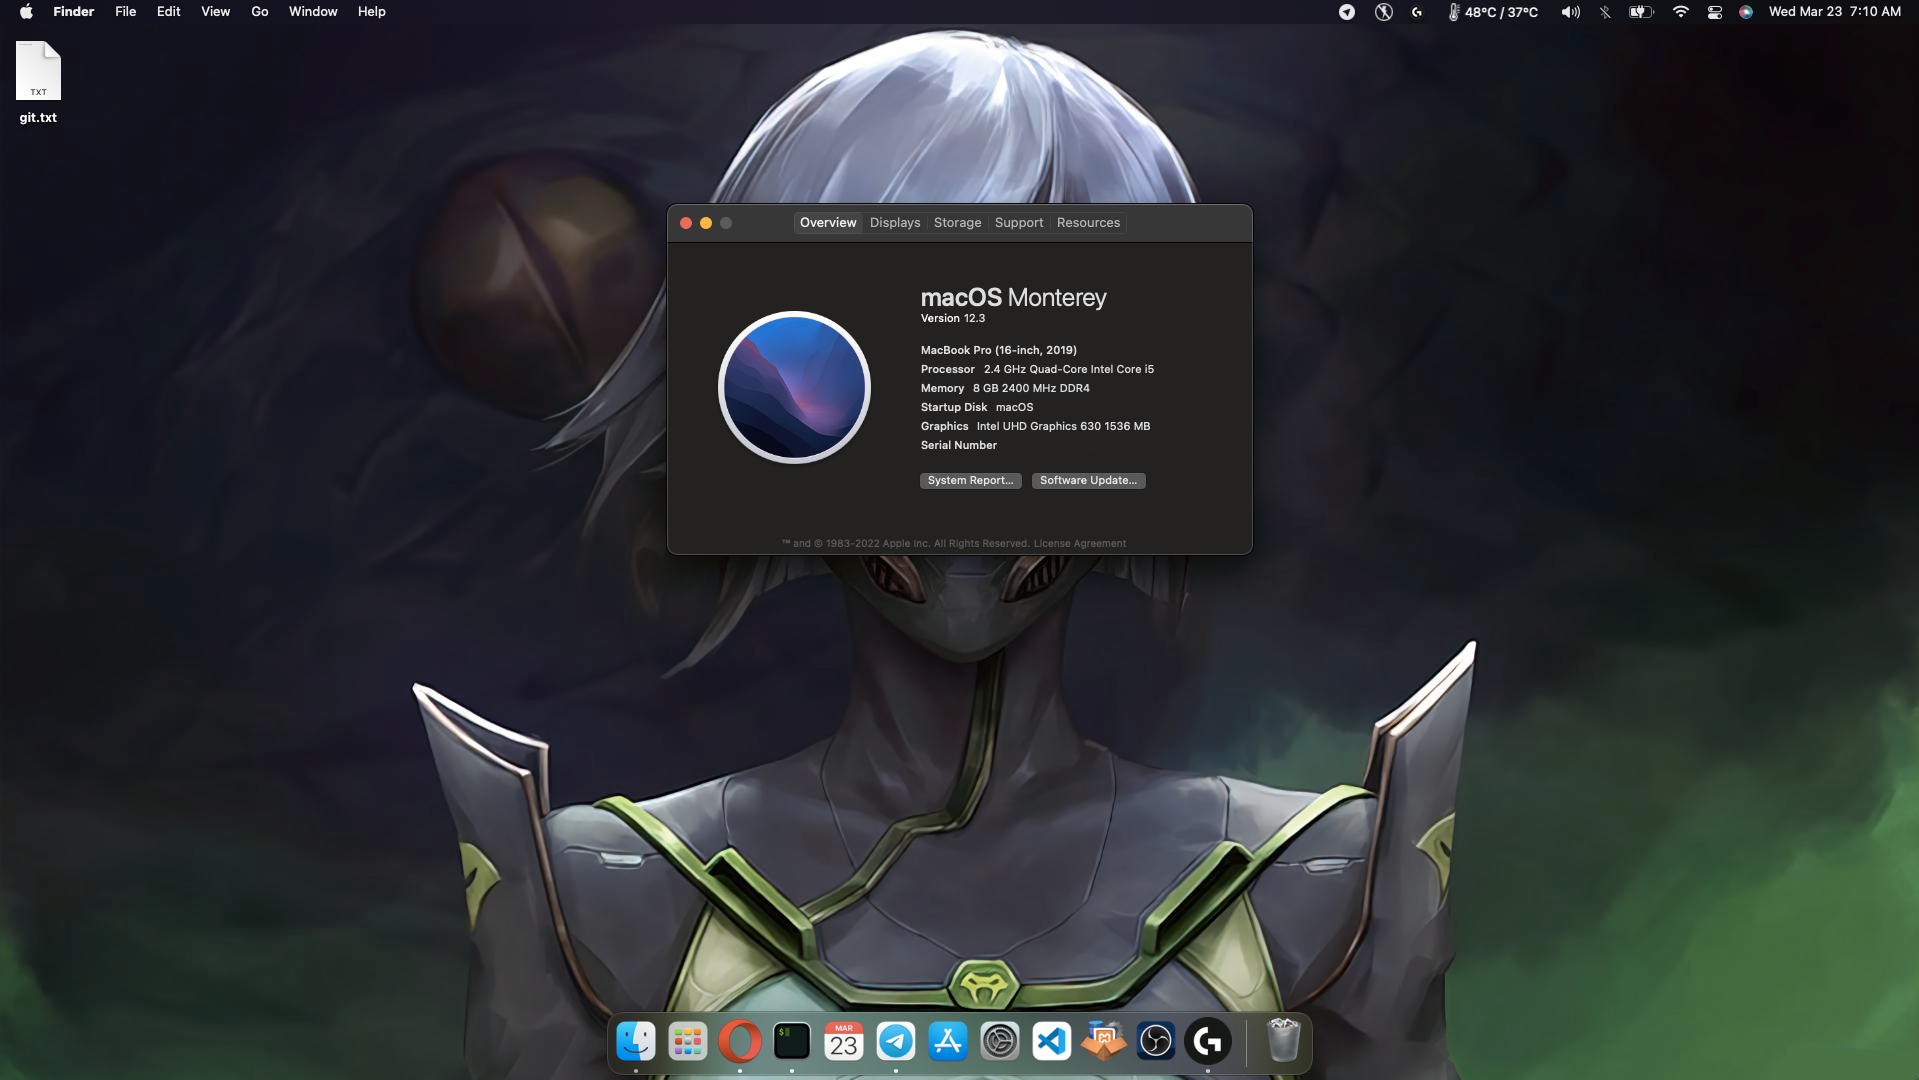 Finder File Edit View Go Window Help
48°C / 37°C Wed Mar 23 7:10 AM
TXT
git.txt
Overview Displays Storage Support Resources
macOS Monterey
Version 12.3
MacBook Pro (16-inch, 2019)
Processor 2.4 GHz Quad-Core Intel Core i5
Memory 8 GB 2400 MHz DDR4
Startup Disk macOS
Graphics Intel UHD Graphics 630 1536 MB
Serial Number
System Report... Software Update...
™ and © 1983-2022 Apple Inc. All Rights Reserved. License Agreement
$
MAR
23